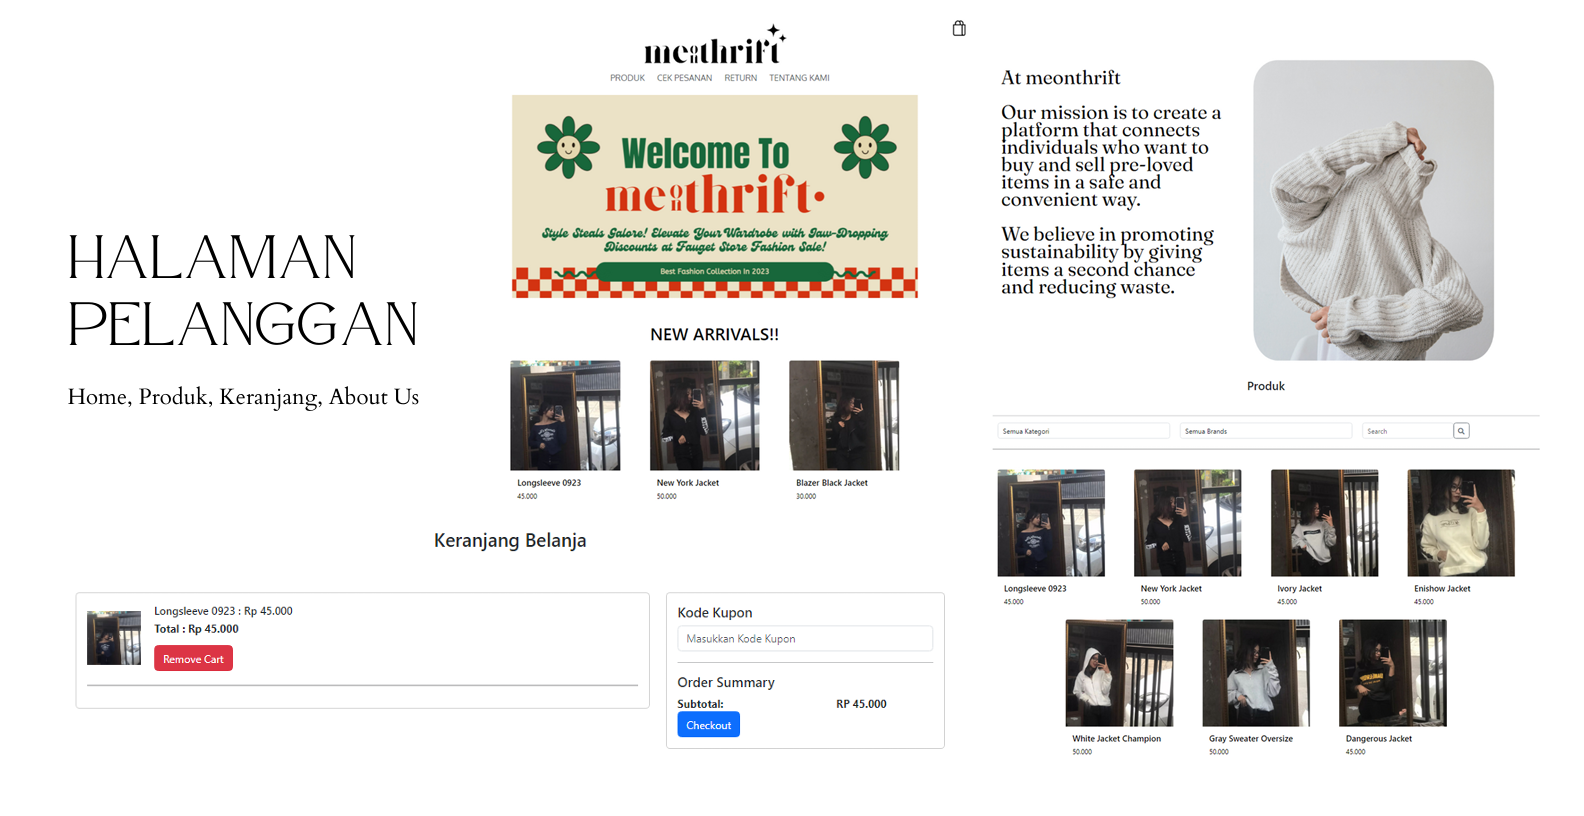 HALAMAN
PELANGGAN
Home, Produk, Keranjang, About Us
meonthrift
PRODUK CEK PESANAN RETURN TENTANG KAMI
Welcome To
meonthrift.
Style Steals Galore! Elevate Your Wardrobe with Jaw-Dropping
Discounts at Fauget Store Fashion Sale!
Best Fashion Collection In 2023
NEW ARRIVALS!!
Longsleeve 0923
45.000
New York Jacket
50.000
Blazer Black Jacket
30.000
Keranjang Belanja
Longsleeve 0923 : Rp 45.000
Total : Rp 45.000
Remove Cart
Kode Kupon
Masukkan Kode Kupon
Order Summary
Subtotal: RP 45.000
Checkout
At meonthrift
Our mission is to create a
platform that connects
individuals who want to
buy and sell pre-loved
items in a safe and
convenient way.
We believe in promoting
sustainability by giving
items a second chance
and reducing waste.
Produk
Semua Kategori
Semua Brands
Search
Longsleeve 0923
45.000
New York Jacket
50.000
Ivory Jacket
45.000
Enishow Jacket
45.000
White Jacket Champion
50.000
Gray Sweater Oversize
50.000
Dangerous Jacket
45.000